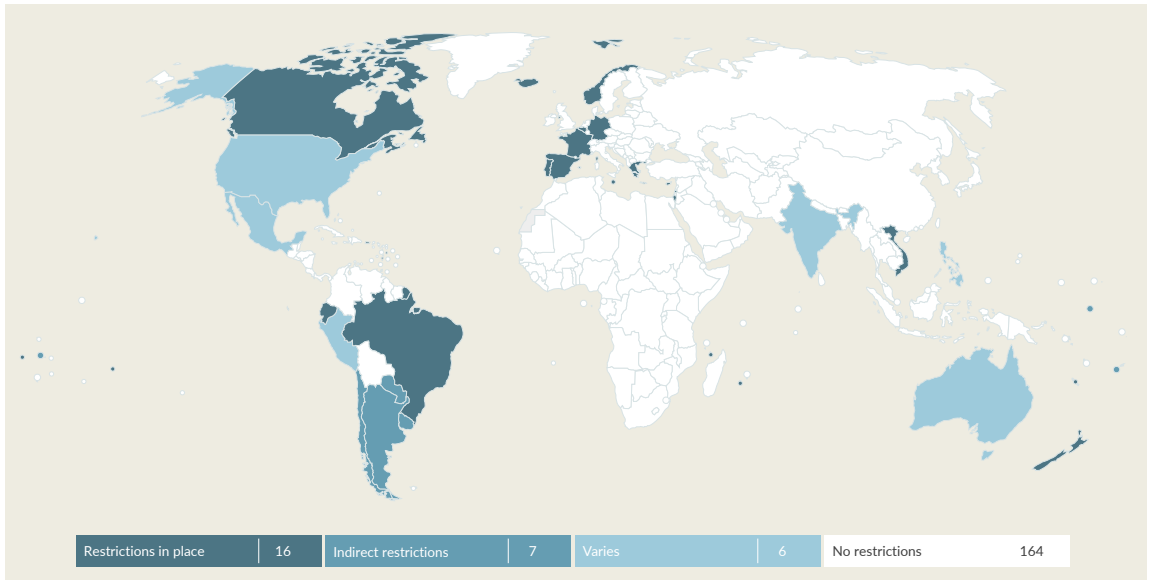 Restrictions in place 16
Indirect restrictions 7
Varies 6
No restrictions 164